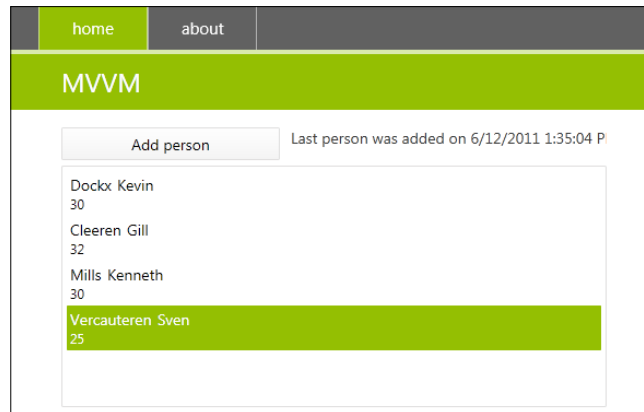 home about
MVVM
Add person Last person was added on 6/12/2011 1:35:04 P
Dockx Kevin
30
Cleeren Gill
32
Mills Kenneth
30
Vercauteren Sven
25